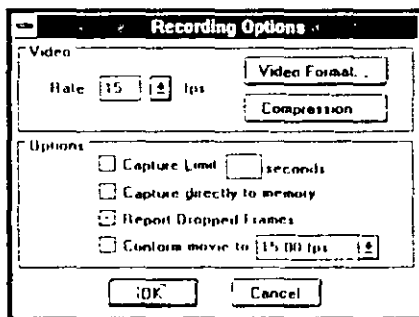 Recording Options
Video
Rate 15 fps
Video Format...
Compression
Options
Capture Limit seconds
Capture directly to memory
Report Dropped Frames
Conform movie to 15.00 fps
OK Cancel